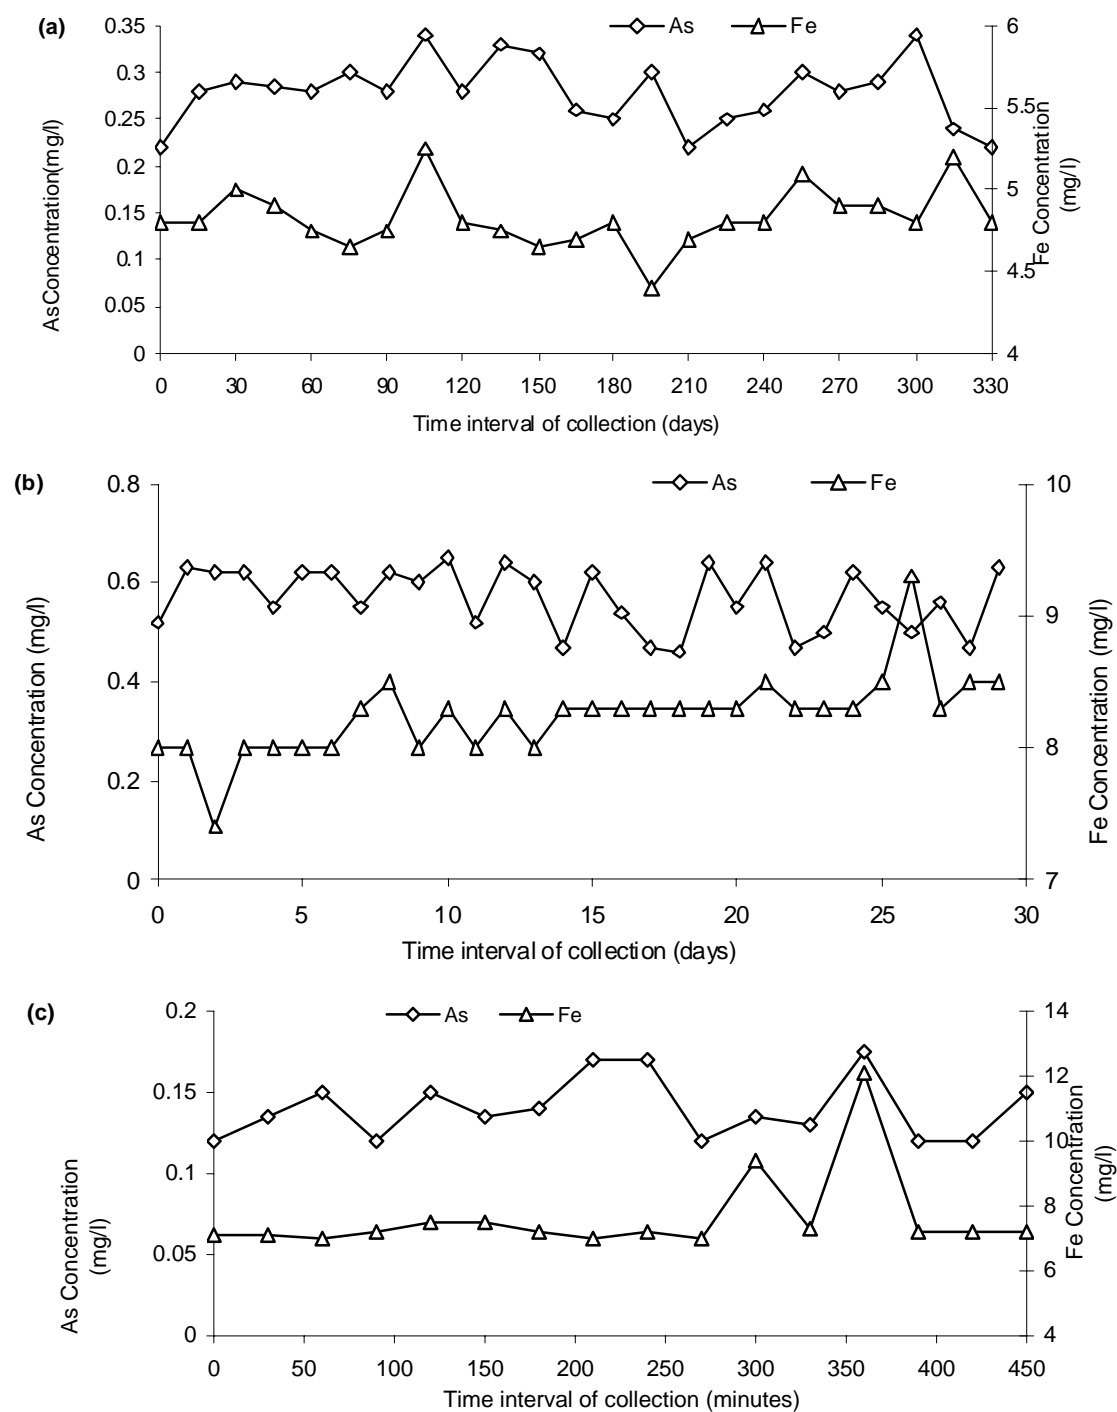 (a)
As Fe
0.35
0.3
0.25
0.2
0.15
0.1
0.05
0
AsConcentration(mg/l)
6
5.5
5
4.5
4
Fe Concentration
(mg/l)
0 30 60 90 120 150 180 210 240 270 300 330
Time interval of collection (days)
(b)
As Fe
0.8
0.6
0.4
0.2
0
As Concentration (mg/l)
10
9
8
7
Fe Concentration (mg/l)
0 5 10 15 20 25 30
Time interval of collection (days)
(c)
As Fe
0.2
0.15
0.1
0.05
0
As Concentration
(mg/l)
14
12
10
8
6
4
Fe Concentration
(mg/l)
0 50 100 150 200 250 300 350 400 450
Time interval of collection (minutes)